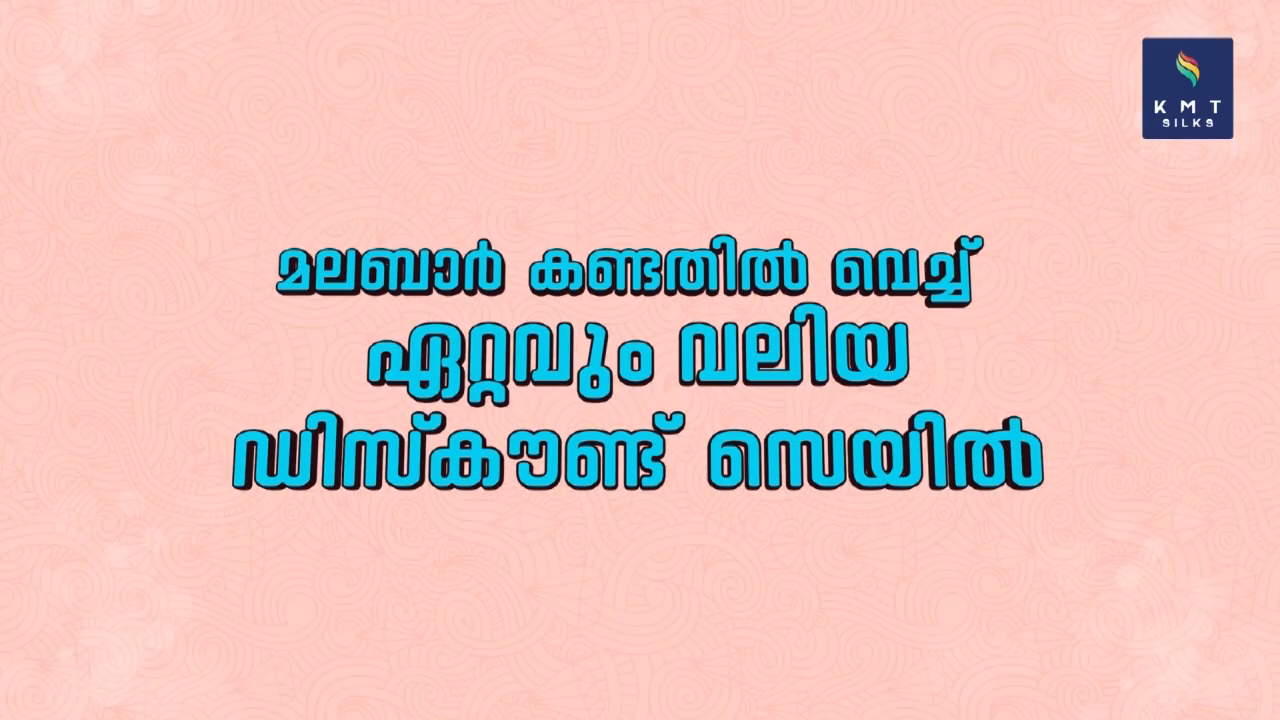 KMT
SILKS
മലബാർ കണ്ടതിൽ വെച്ച്
ഏറ്റവും വലിയ
ഡിസ്കൗണ്ട് സെയിൽ